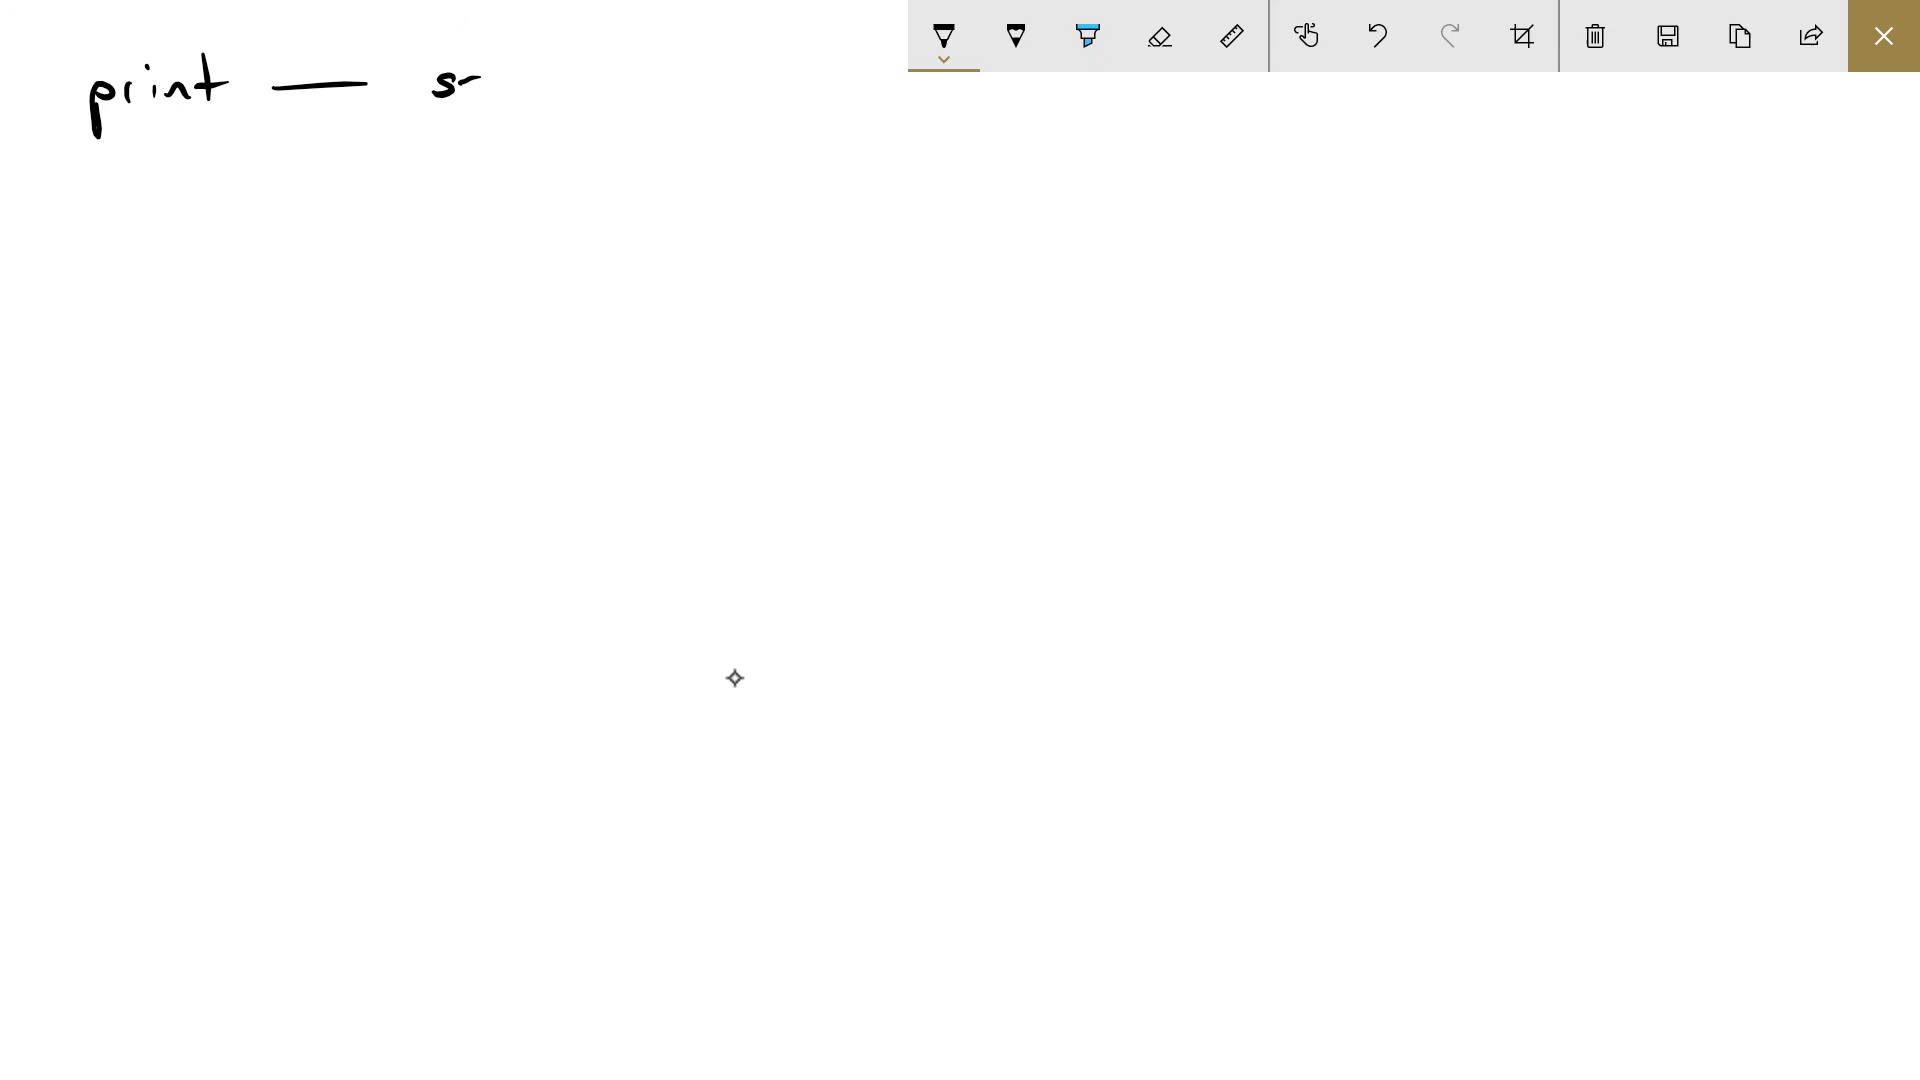 print — s